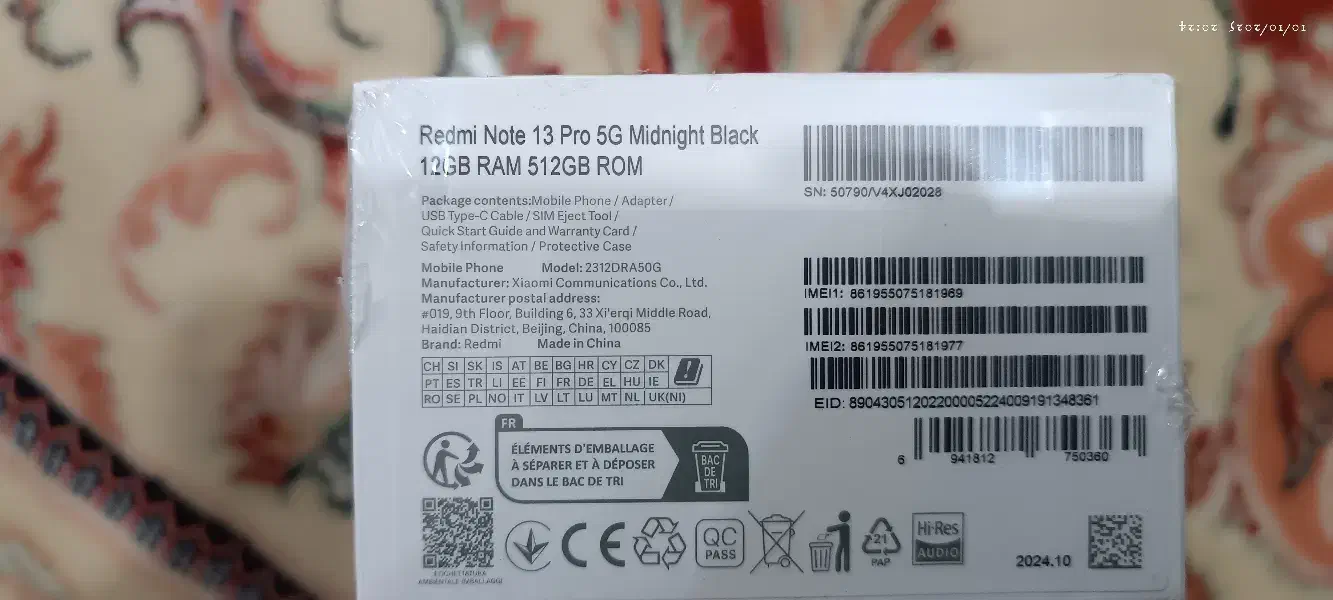 Redmi Note 13 Pro 5G Midnight Black
12GB RAM 512GB ROM
Package contents:Mobile Phone / Adapter/
USB Type-C Cable / SIM Eject Tool /
Quick Start Guide and Warranty Card /
Safety Information / Protective Case
Mobile Phone Model: 2312DRA50G
Manufacturer: Xiaomi Communications Co., Ltd.
Manufacturer postal address:
#019, 9th Floor, Building 6, 33 Xi'erqi Middle Road,
Haidian District, Beijing, China, 100085
Brand: Redmi Made in China
CH SI SK IS AT BE BG HR CY CZ DK
PT ES TR LI EE FI FR DE EL HU IE
RO SE PL NO IT LV LT LU MT NL UK(NI)
FR
ÉLÉMENTS D'EMBALLAGE
À SÉPARER ET À DÉPOSER
DANS LE BAC DE TRI
BAC
DE
TRI
ETICHETTATURA
AMBIENTALE IMBALLAGGI
CE
QC
PASS
21
PAP
Hi-Res
AUDIO
SN: 50790/V4XJ02028
IMEI1: 861955075181969
IMEI2: 861955075181977
EID: 89043051202200005224009191348361
6 941812 750360
2024.10